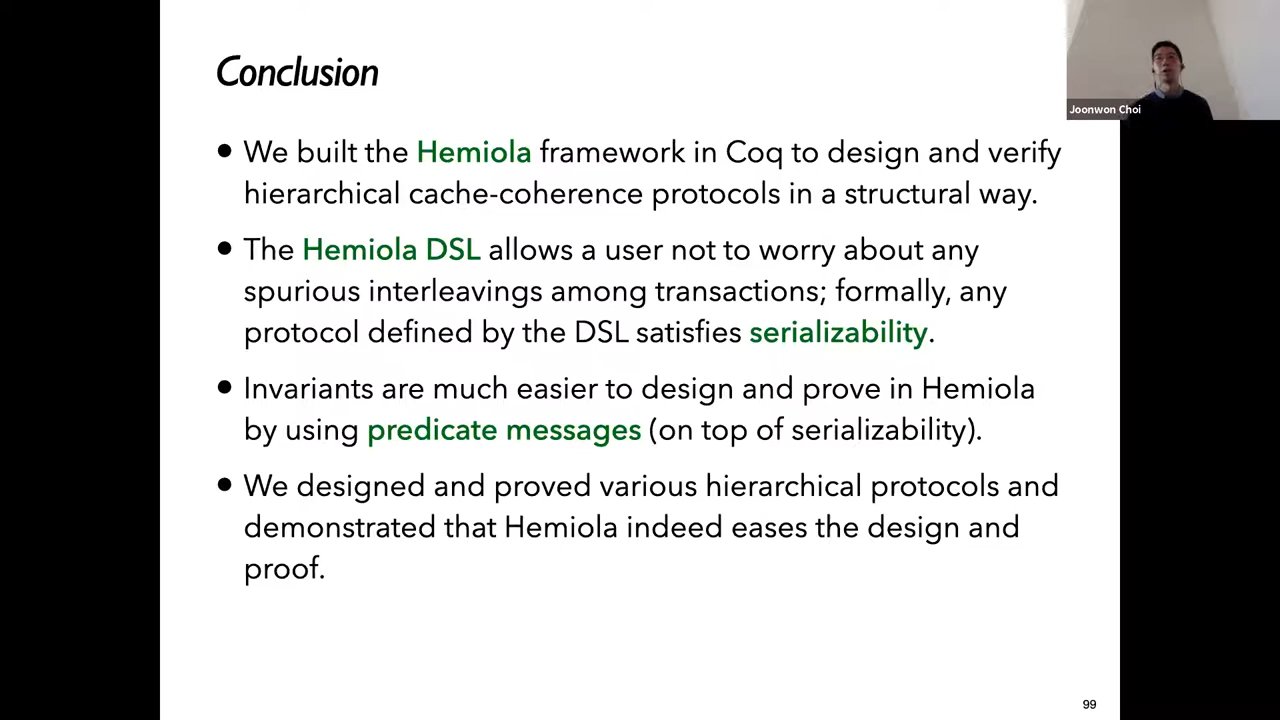 Conclusion
Joonwon Choi
• We built the Hemiola framework in Coq to design and verify
hierarchical cache-coherence protocols in a structural way.
• The Hemiola DSL allows a user not to worry about any
spurious interleavings among transactions; formally, any
protocol defined by the DSL satisfies serializability.
• Invariants are much easier to design and prove in Hemiola
by using predicate messages (on top of serializability).
• We designed and proved various hierarchical protocols and
demonstrated that Hemiola indeed eases the design and
proof.
99